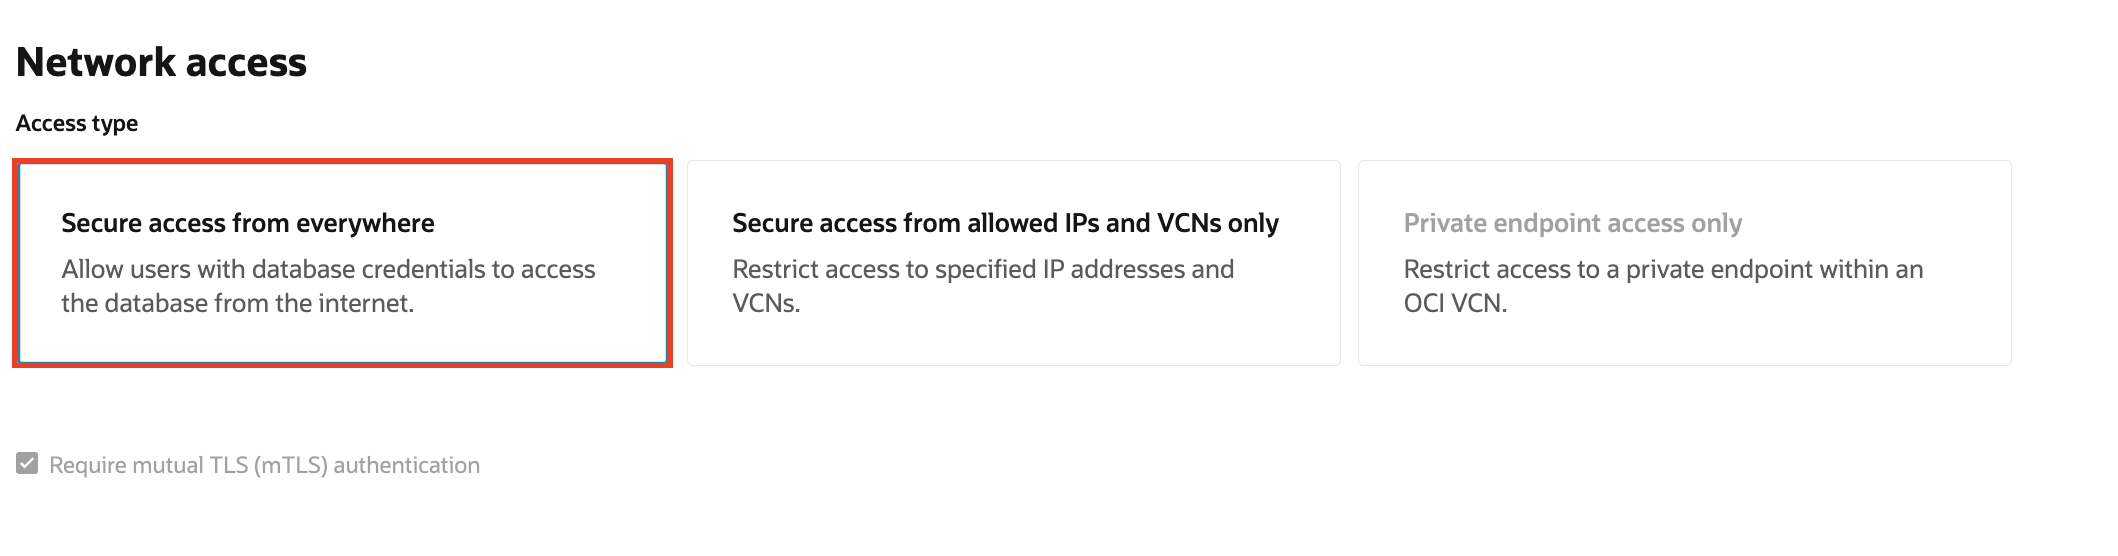 Network access
Access type
Secure access from everywhere
Allow users with database credentials to access
the database from the internet.
Secure access from allowed IPs and VCNs only
Restrict access to specified IP addresses and
VCNs.
Private endpoint access only
Restrict access to a private endpoint within an
OCI VCN.
Require mutual TLS (mTLS) authentication